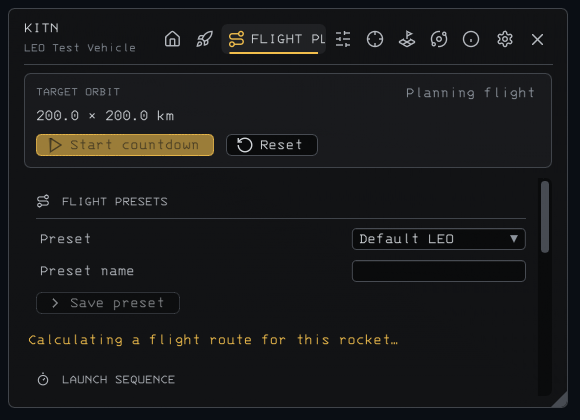 KITN
LEO Test Vehicle
FLIGHT PL
TARGET ORBIT
Planning flight
200.0 × 200.0 km
Start countdown
Reset
FLIGHT PRESETS
Preset
Default LEO
Preset name
Save preset
Calculating a flight route for this rocket…
LAUNCH SEQUENCE